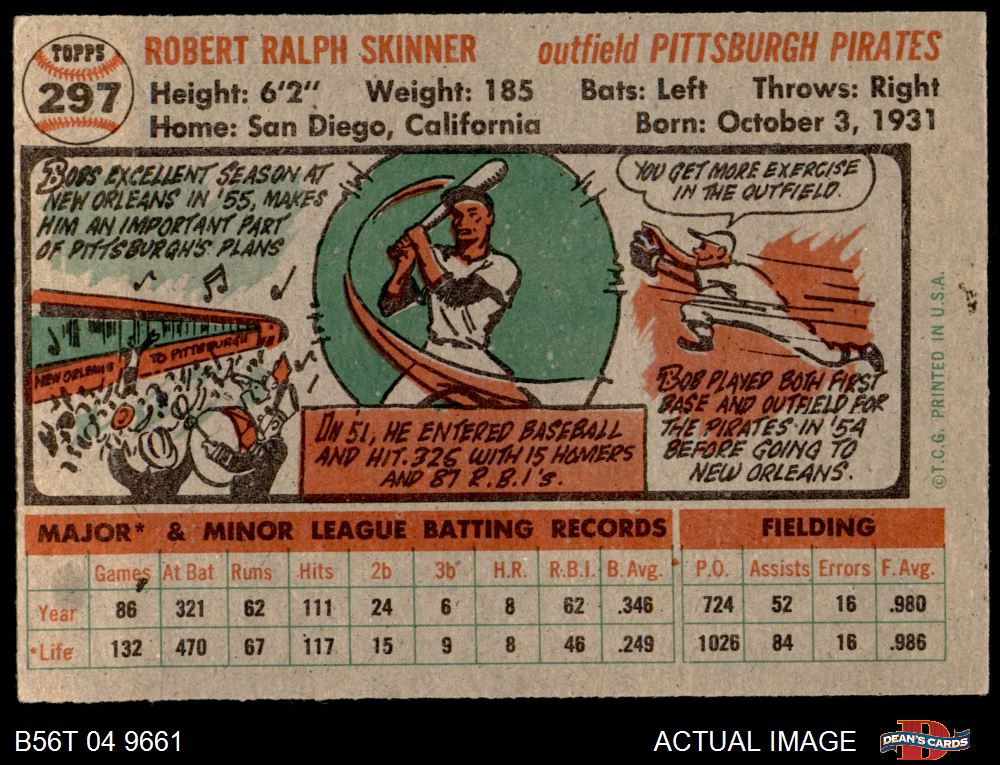 TOPPS
297
ROBERT RALPH SKINNER outfield PITTSBURGH PIRATES
Height: 6'2" Weight: 185 Bats: Left Throws: Right
Home: San Diego, California Born: October 3, 1931
BOBS EXCELLENT SEASON AT
NEW ORLEANS IN '55, MAKES
HIM AN IMPORTANT PART
OF PITTSBURGH'S PLANS
NEW ORLEANS
TO PITTSBURGH
IN 51, HE ENTERED BASEBALL
AND HIT .326 WITH 15 HOMERS
AND 87 R.B.I's.
YOU GET MORE EXERCISE
IN THE OUTFIELD.
BOB PLAYED BOTH FIRST
BASE AND OUTFIELD FOR
THE PIRATES IN '54
BEFORE GOING TO
NEW ORLEANS.
©T.C.G. PRINTED IN U.S.A.
MAJOR* & MINOR LEAGUE BATTING RECORDS FIELDING
Games At Bat Runs Hits 2b 3b H.R. R.B.I. B. Avg. P.O. Assists Errors F. Avg.
Year 86 321 62 111 24 6 8 62 .346 724 52 16 .980
*Life 132 470 67 117 15 9 8 46 .249 1026 84 16 .986
B56T 04 9661 ACTUAL IMAGE DEAN'S CARDS